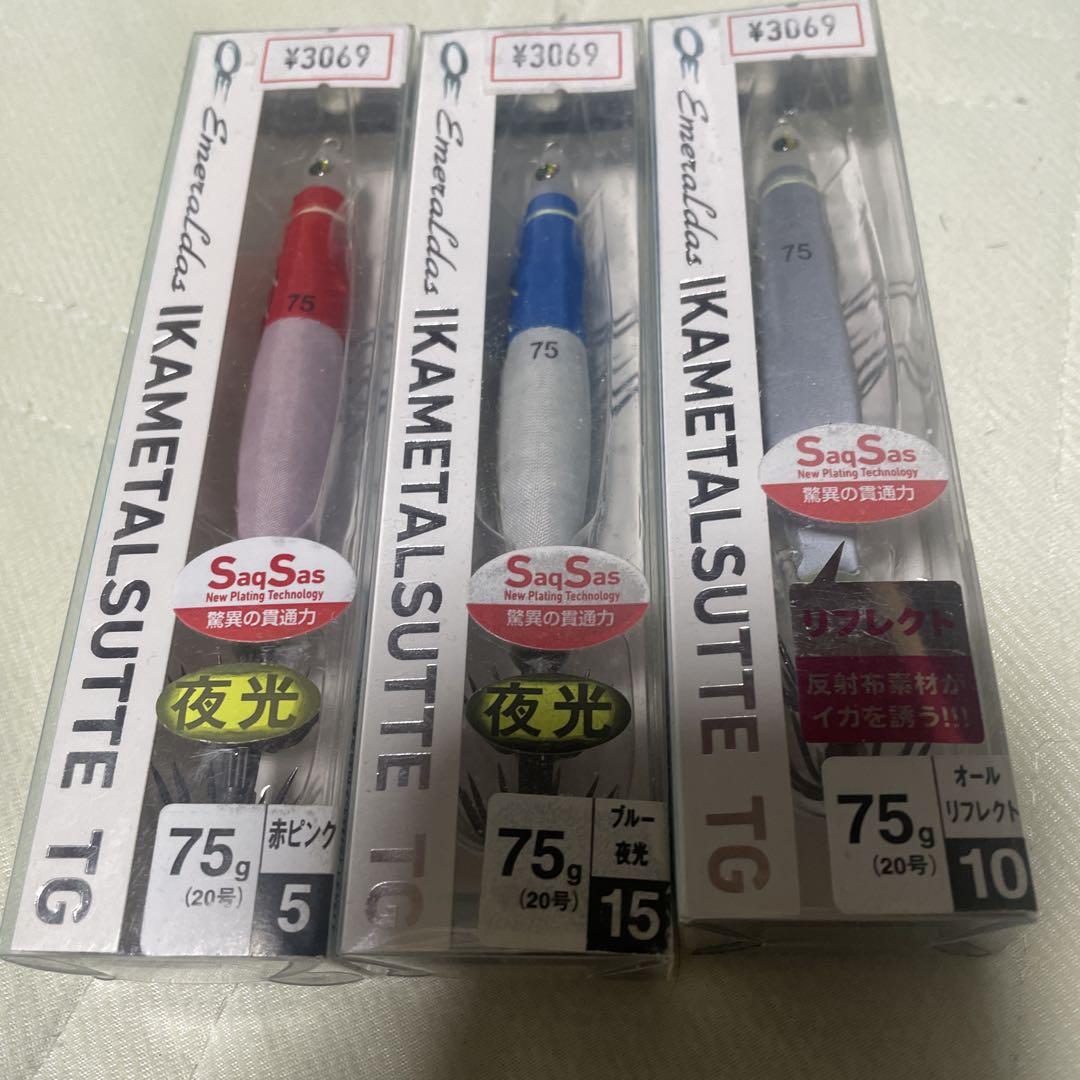 ¥3069
Emeraldas IKAMETALSUTTE TG
75
SaqSas
New Plating Technology
驚異の貫通力
夜光
75g
(20号)
赤ピンク
5
¥3069
Emeraldas IKAMETALSUTTE TG
75
SaqSas
New Plating Technology
驚異の貫通力
夜光
75g
(20号)
ブルー
夜光
15
¥3069
Emeraldas IKAMETALSUTTE TG
75
SaqSas
New Plating Technology
驚異の貫通力
リフレクト
反射布素材が
イカを誘う!!!
75g
(20号)
オール
リフレクト
10